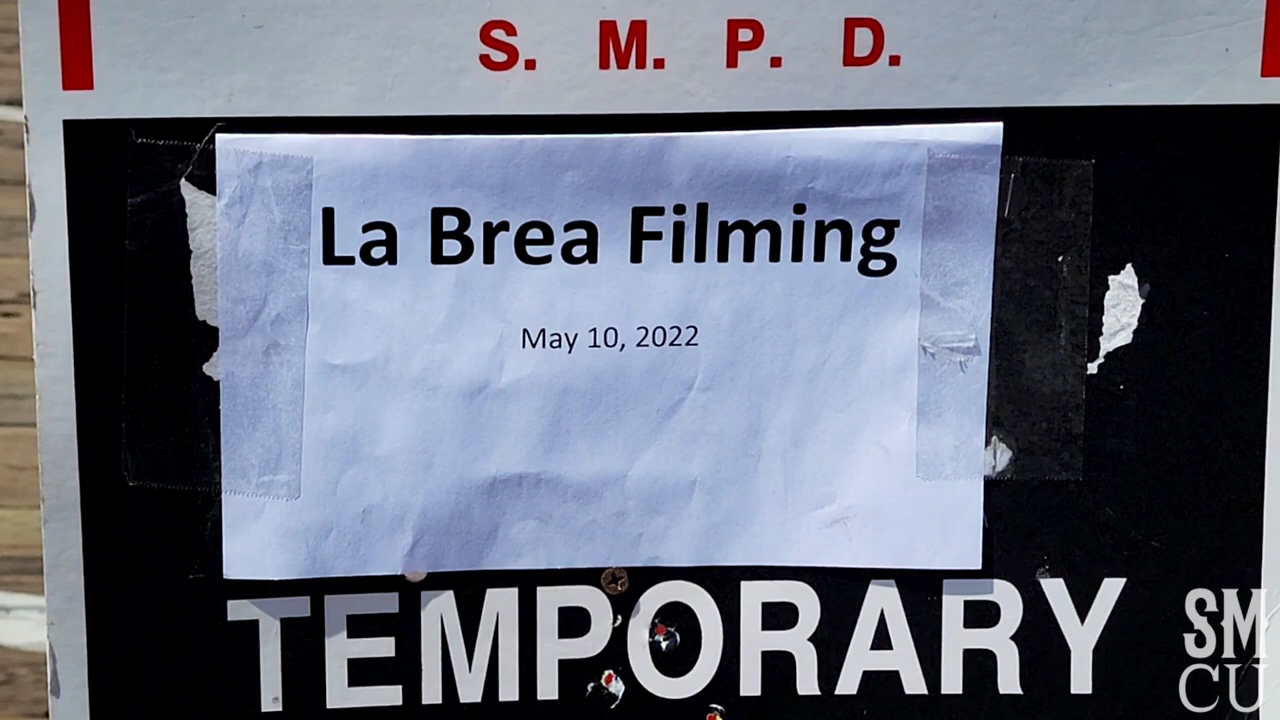 S. M. P. D.
La Brea Filming
May 10, 2022
TEMPORARY
SM
CU